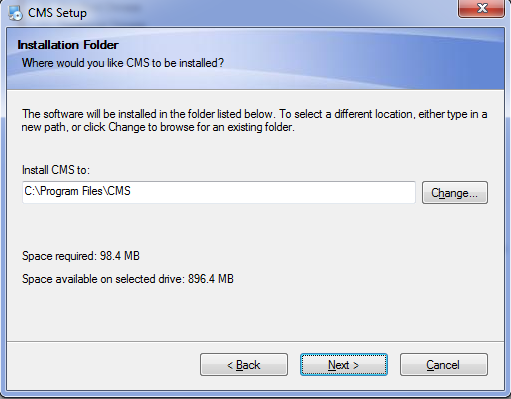 CMS Setup
Installation Folder
Where would you like CMS to be installed?
The software will be installed in the folder listed below. To select a different location, either type in a
new path, or click Change to browse for an existing folder.
Install CMS to:
C:\Program Files\CMS
Change...
Space required: 98.4 MB
Space available on selected drive: 896.4 MB
< Back
Next >
Cancel